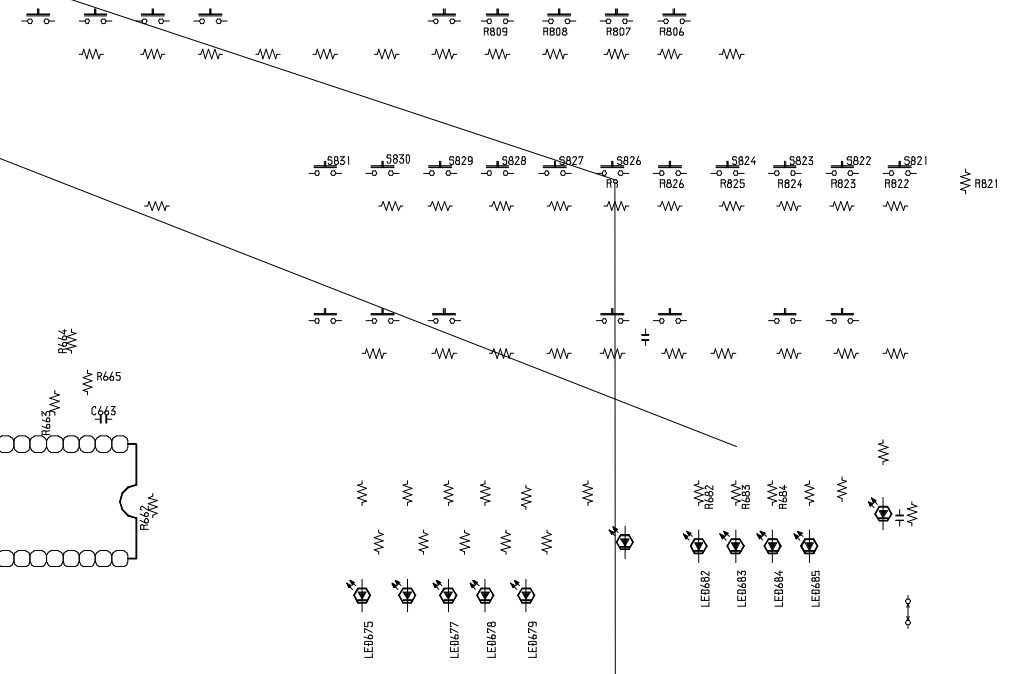 R809 R808 R807 R806
S831 S830 S829 S828 S827 S826 S824 S823 S822 S821
R8 R826 R825 R824 R823 R822 R821
R664
R665
R663
C663
R662
R682 R683 R684
LED682 LED683 LED684 LED685
LED675 LED677 LED678 LED679